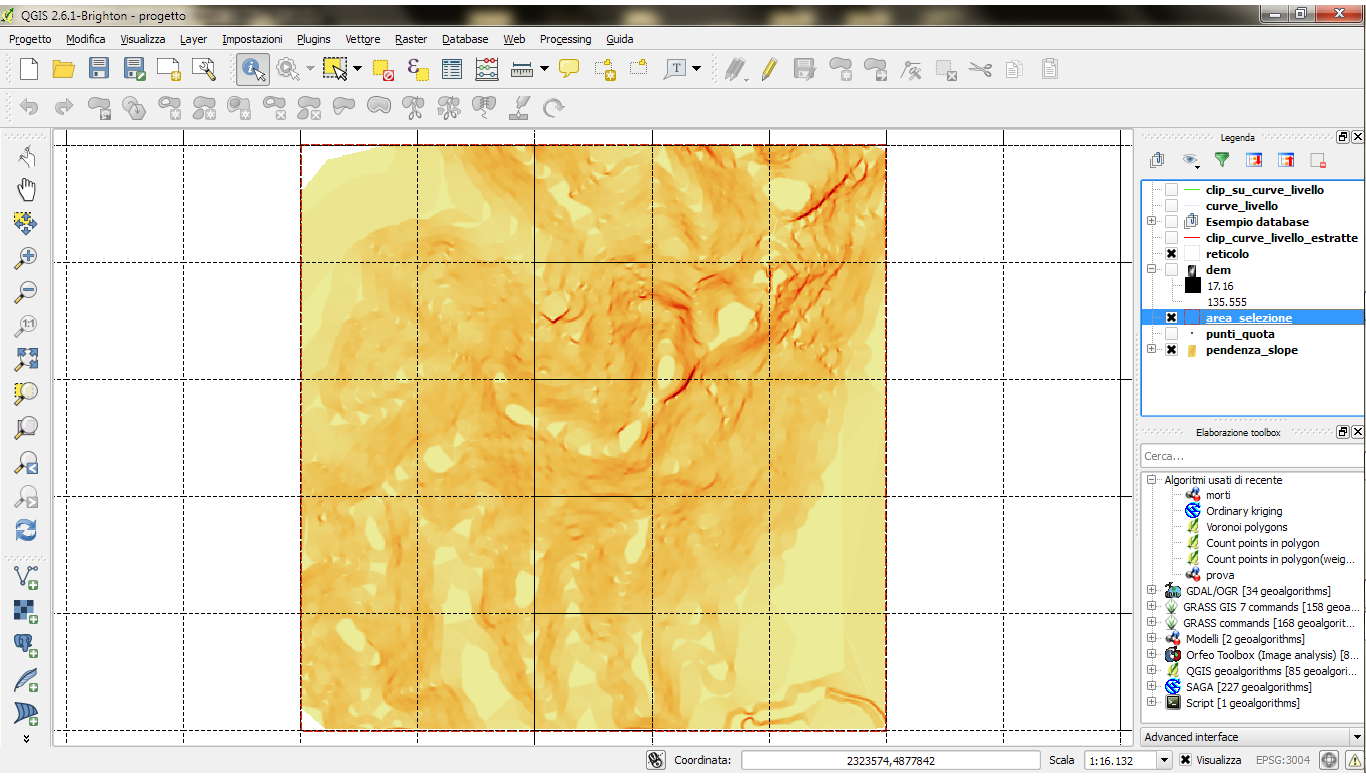 QGIS 2.6.1-Brighton - progetto
Progetto Modifica Visualizza Layer Impostazioni Plugins Vettore Raster Database Web Processing Guida
Legenda
clip_su_curve_livello
curve_livello
Esempio database
clip_curve_livello_estratte
reticolo
dem
17.16
135.555
area_selezione
punti_quota
pendenza_slope
Elaborazione toolbox
Cerca...
Algoritmi usati di recente
morti
Ordinary kriging
Voronoi polygons
Count points in polygon
Count points in polygon(weig...
prova
GDAL/OGR [34 geoalgorithms]
GRASS GIS 7 commands [158 geoa...
GRASS commands [168 geoalgorit...
Modelli [2 geoalgorithms]
Orfeo Toolbox (Image analysis) [8...
QGIS geoalgorithms [85 geoalgori...
SAGA [227 geoalgorithms]
Script [1 geoalgorithms]
Advanced interface
Coordinata: 2323574,4877842 Scala 1:16.132 Visualizza EPSG:3004